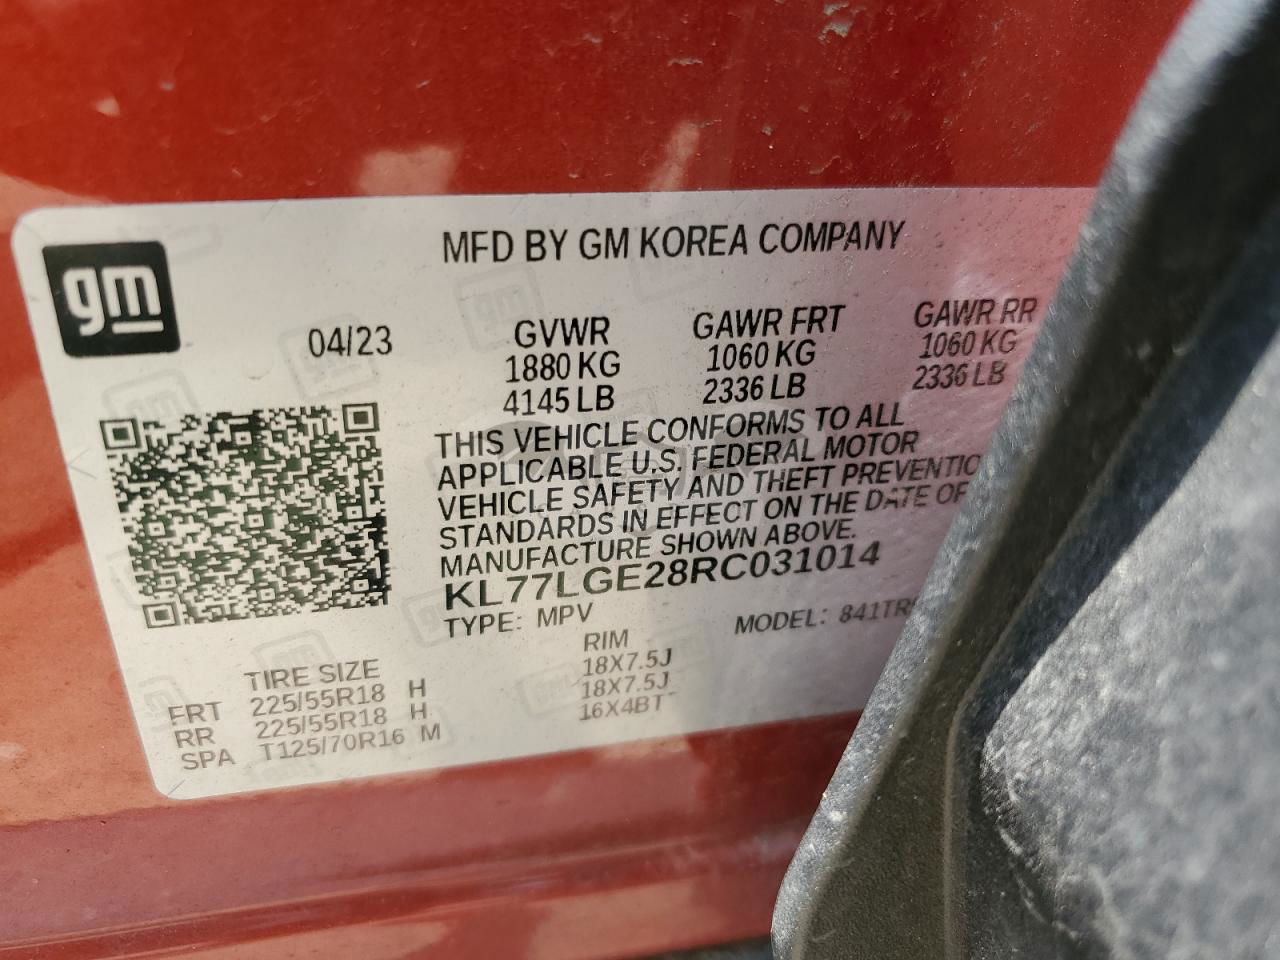 gm
MFD BY GM KOREA COMPANY
04/23
GVWR GAWR FRT GAWR RR
1880 KG 1060 KG 1060 KG
4145 LB 2336 LB 2336 LB
THIS VEHICLE CONFORMS TO ALL
APPLICABLE U.S. FEDERAL MOTOR
VEHICLE SAFETY AND THEFT
STANDARDS IN EFFECT ON THE DATE OF
MANUFACTURE SHOWN ABOVE.
KL77LGE28RC031014
TYPE: MPV MODEL:
TIRE SIZE RIM
FRT 225/55R18 H 18X7.5J
RR 225/55R18 H 18X7.5J
SPA T125/70R16 M 16X4BT